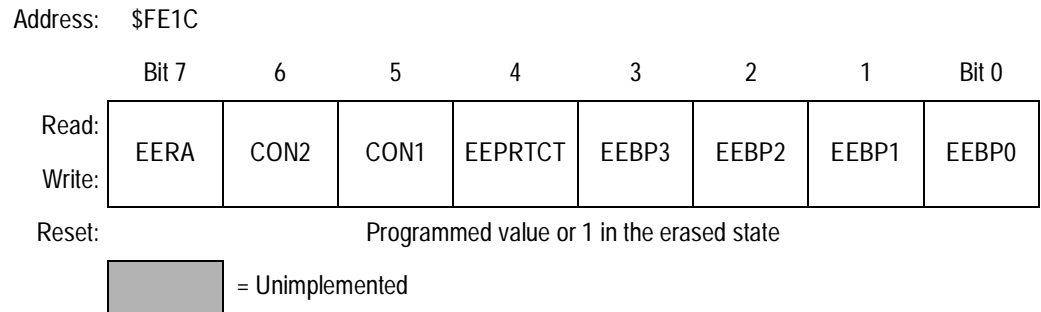 Address: $FE1C
Bit 7 6 5 4 3 2 1 Bit 0
Read:
EERA CON2 CON1 EEPRTCT EEBP3 EEBP2 EEBP1 EEBP0
Write:
Reset: Programmed value or 1 in the erased state
= Unimplemented